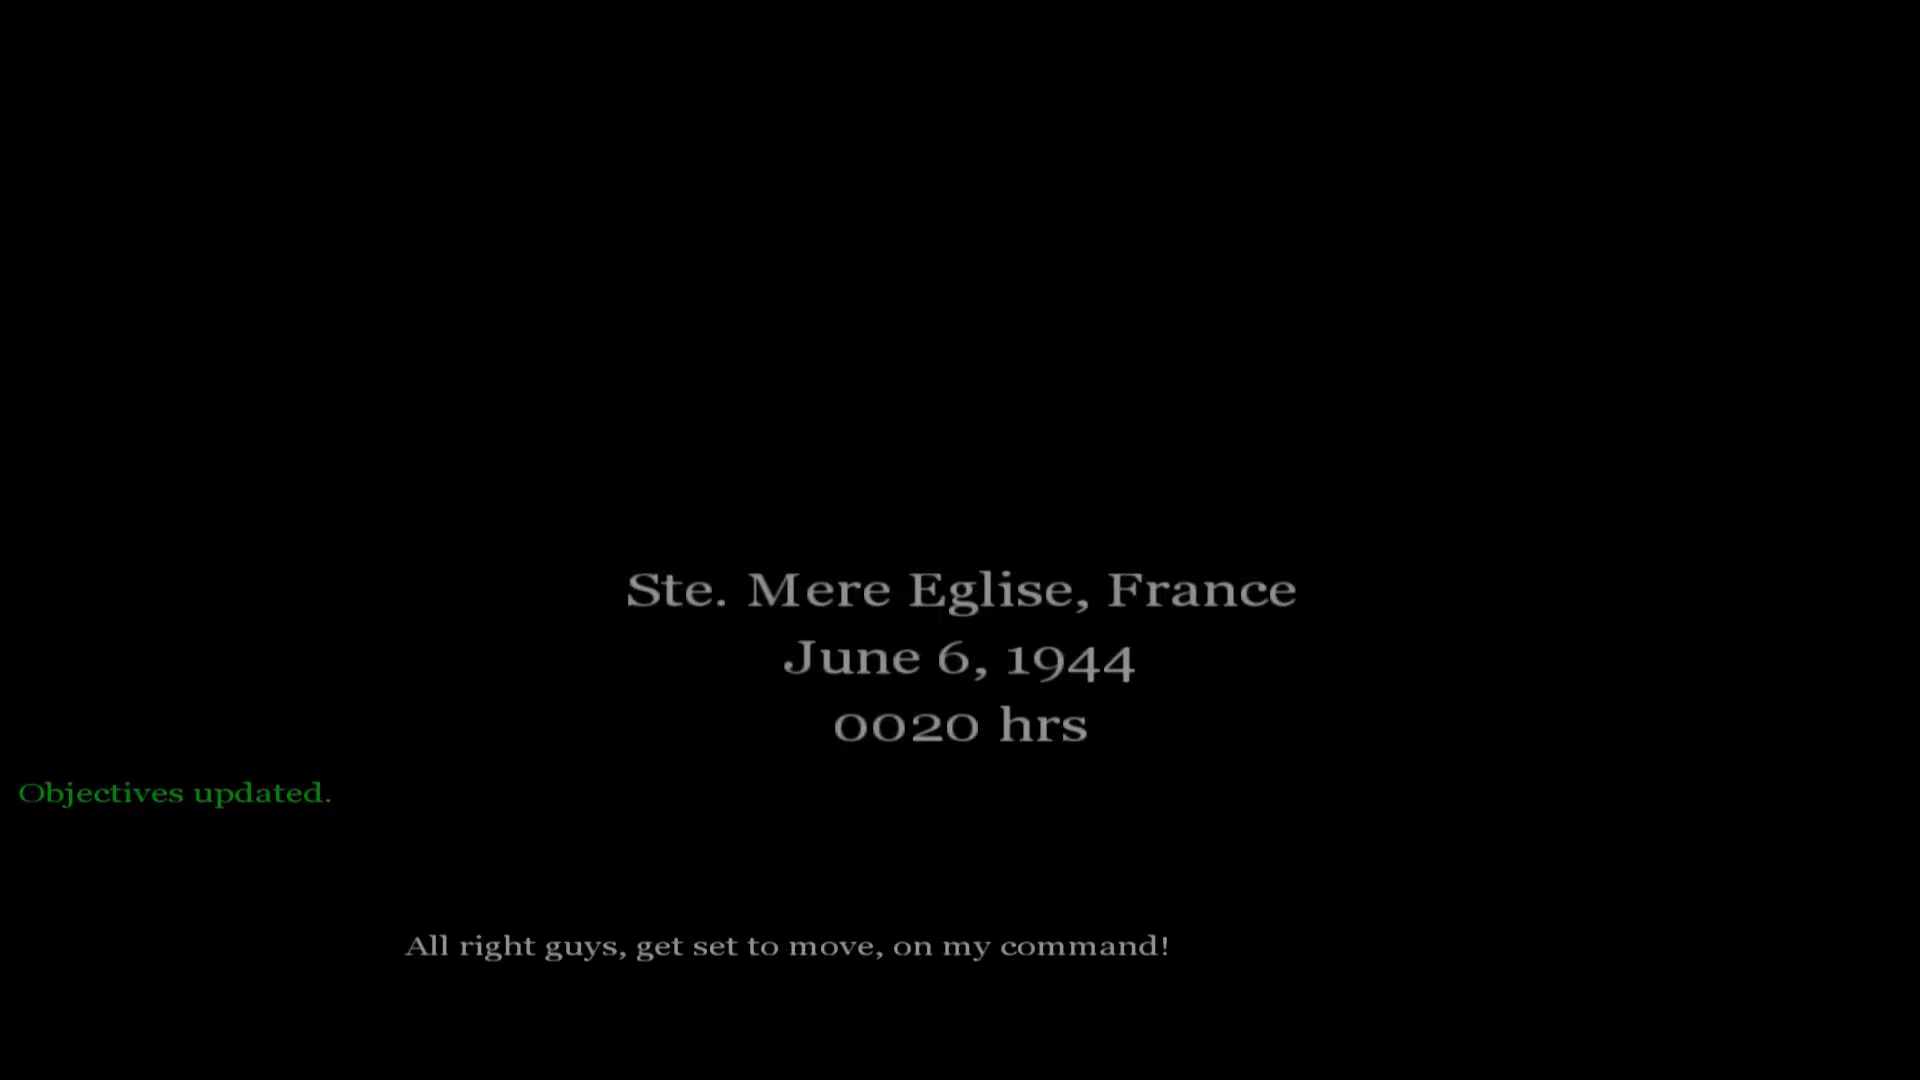 Ste. Mere Eglise, France
June 6, 1944
0020 hrs
Objectives updated.
All right guys, get set to move, on my command!